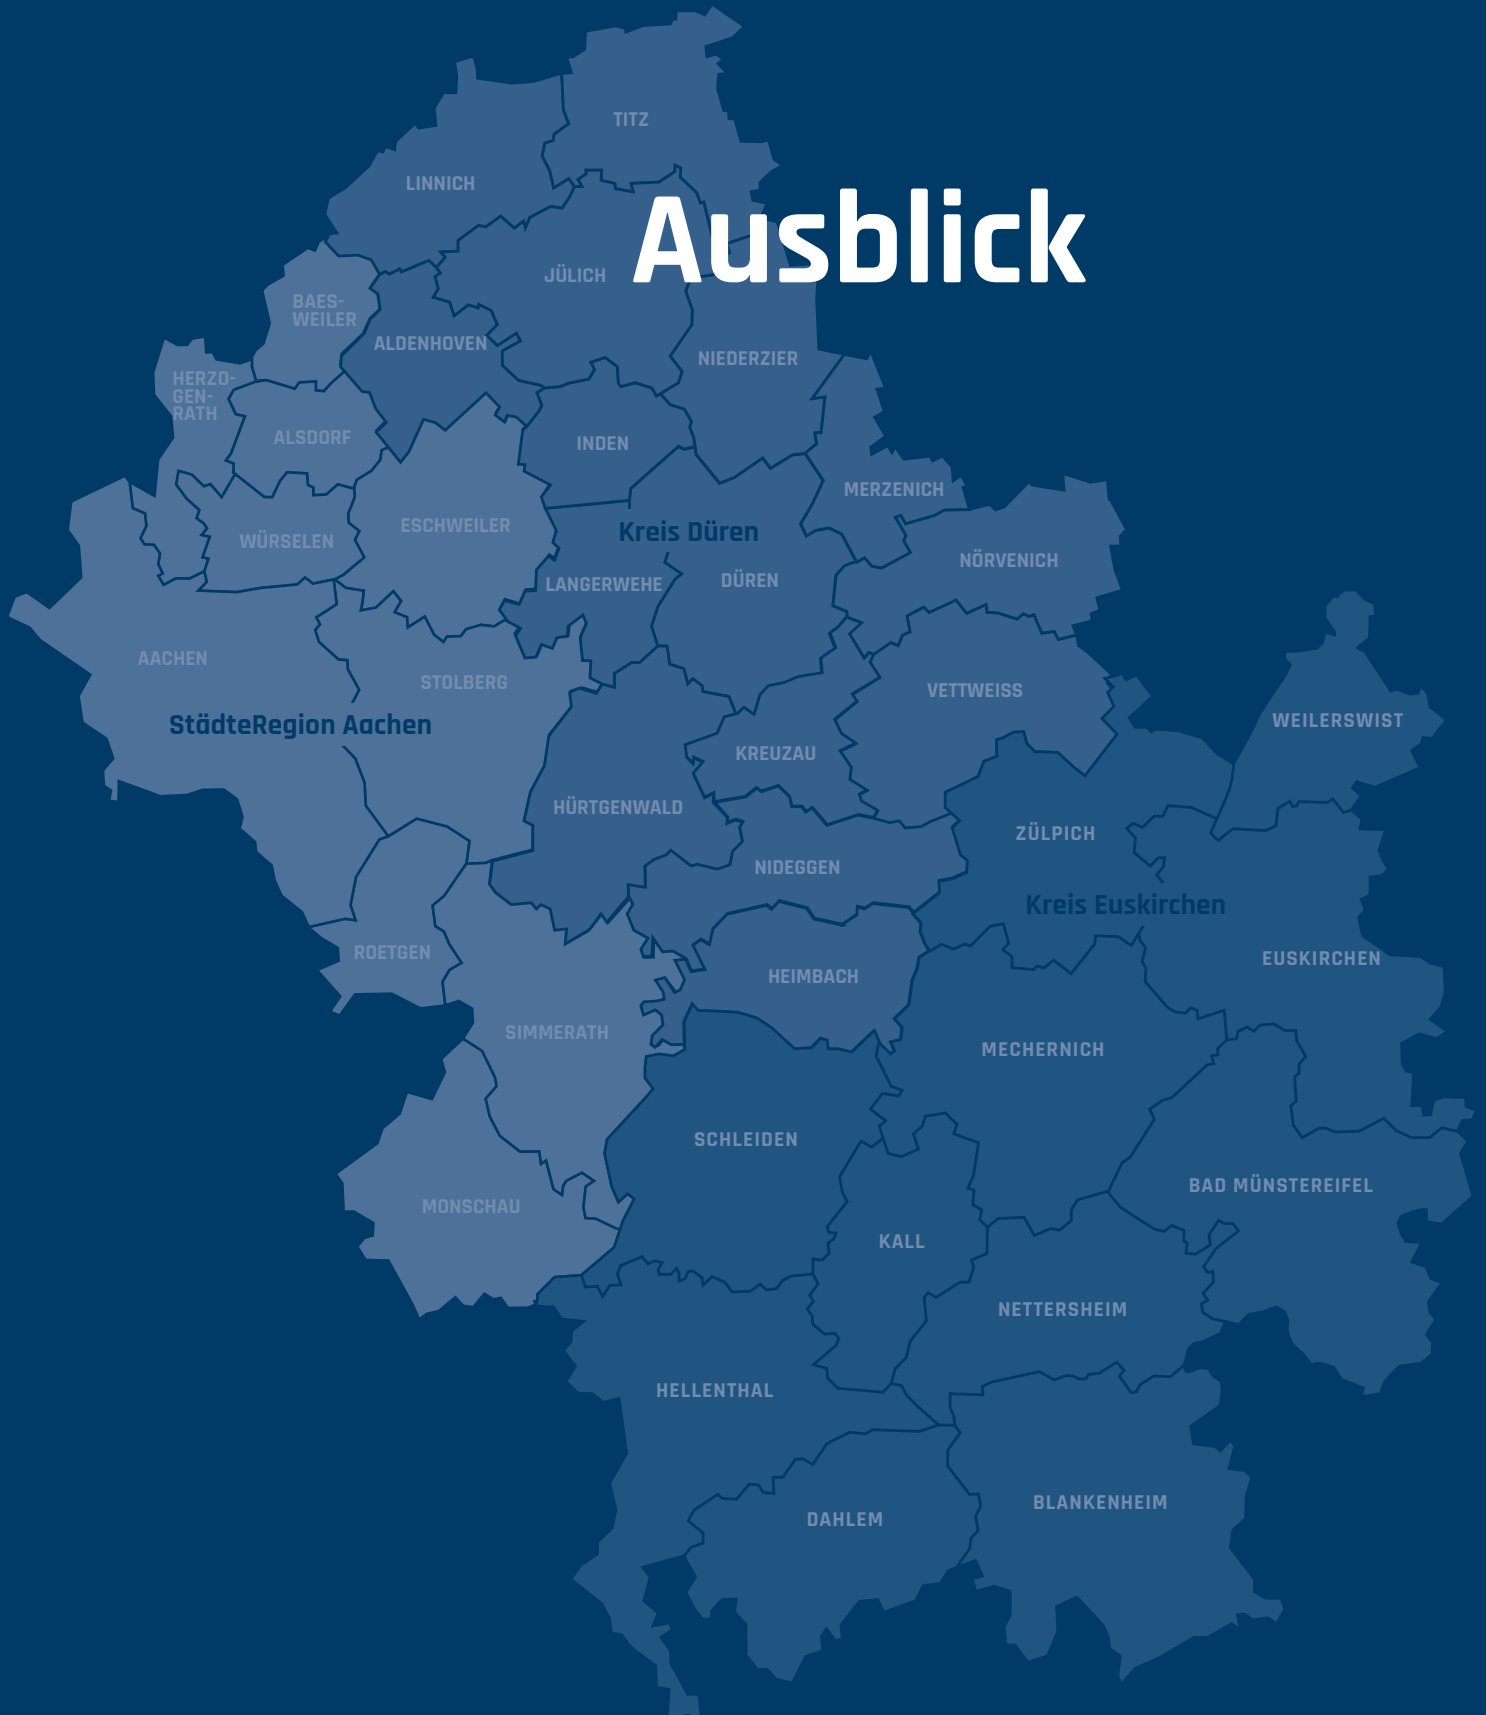 TITZ
LINNICH
Ausblick
JÜLICH
BAES-
WEILER
ALDENHOVEN
NIEDERZIER
HERZO-
GEN-
RATH
ALSDORF
INDEN
MERZENICH
ESCHWEILER
Kreis Düren
WÜRSELEN
NÖRVENICH
LANGERWEHE
DÜREN
AACHEN
STOLBERG
VETTWEISS
WEILERSWIST
StädteRegion Aachen
KREUZAU
HÜRTGENWALD
ZÜLPICH
NIDEGGEN
Kreis Euskirchen
ROETGEN
EUSKIRCHEN
HEIMBACH
SIMMERATH
MECHERNICH
SCHLEIDEN
BAD MÜNSTEREIFEL
MONSCHAU
KALL
NETTERSHEIM
HELLENTHAL
BLANKENHEIM
DAHLEM